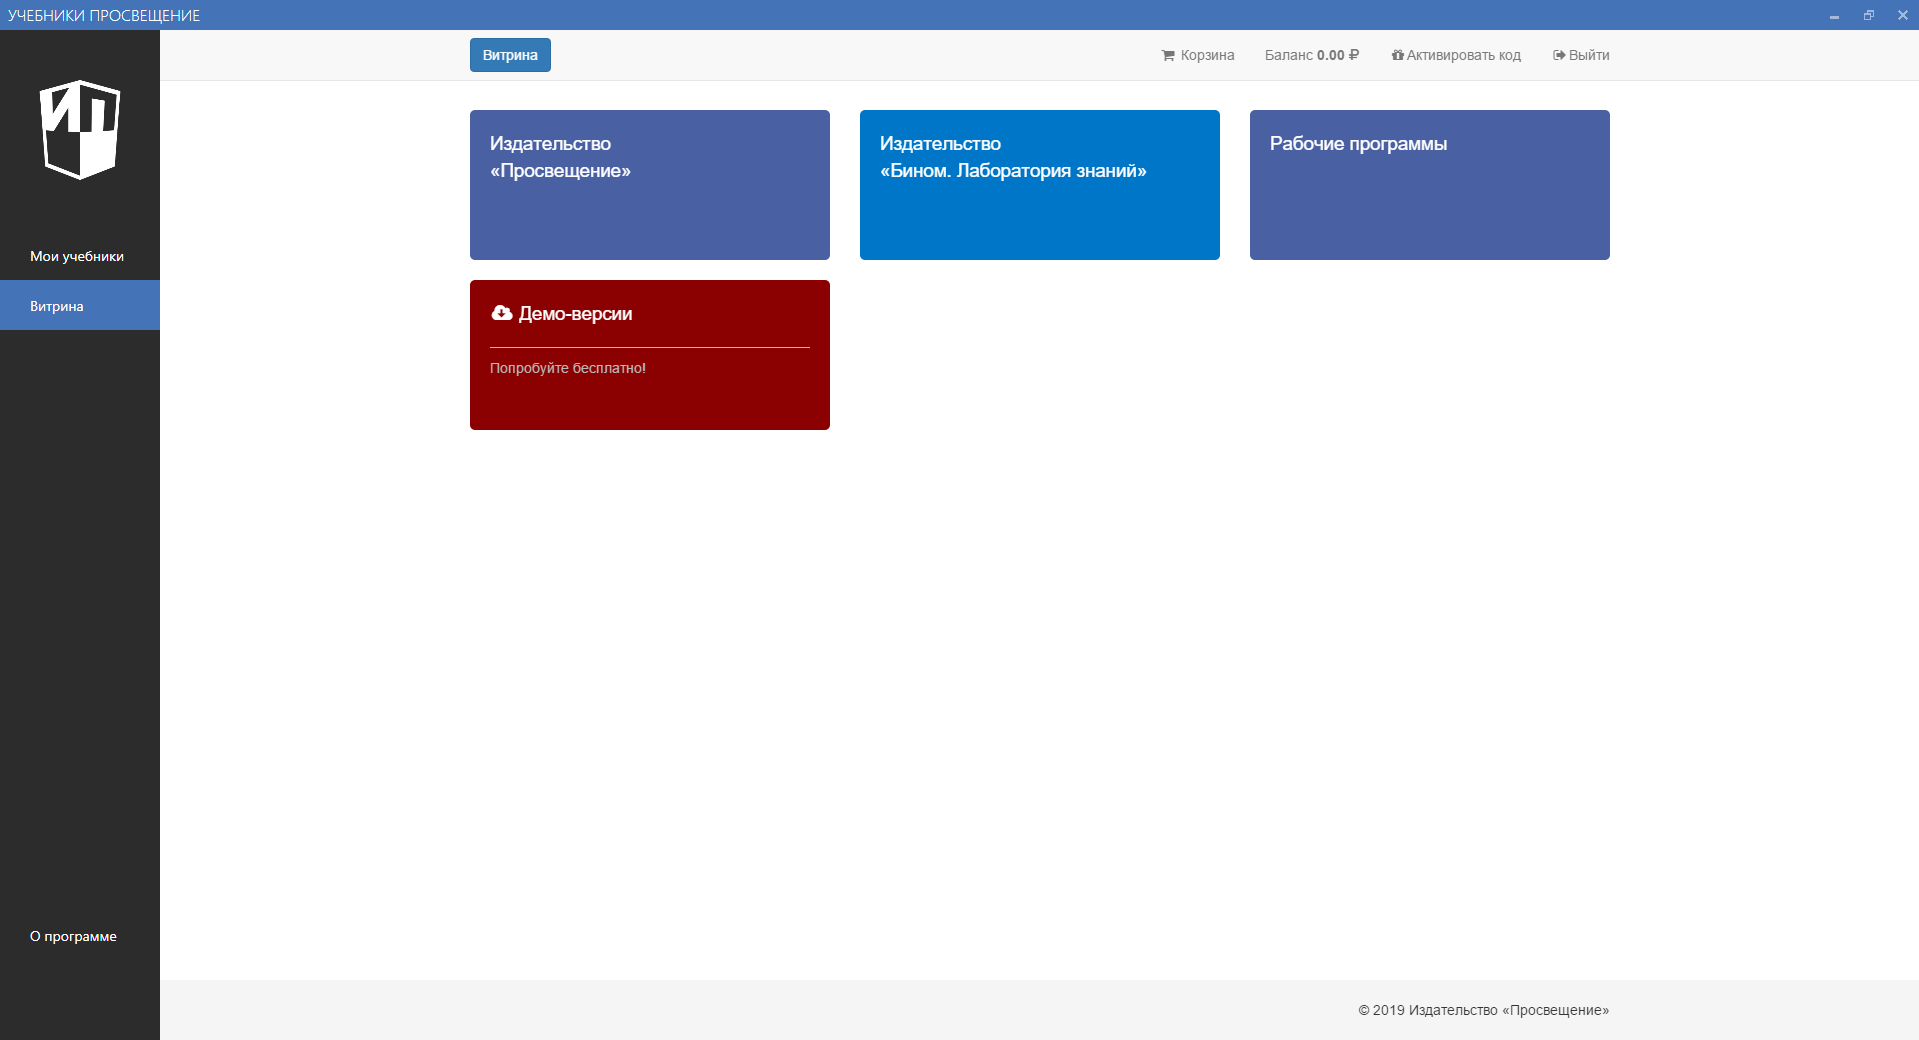 УЧЕБНИКИ ПРОСВЕЩЕНИЕ
ИП
Мои учебники
Витрина
О программе
Витрина
Корзина
Баланс 0.00 ₽
Активировать код
Выйти
Издательство
«Просвещение»
Издательство
«Бином. Лаборатория знаний»
Рабочие программы
Демо-версии
Попробуйте бесплатно!
© 2019 Издательство «Просвещение»